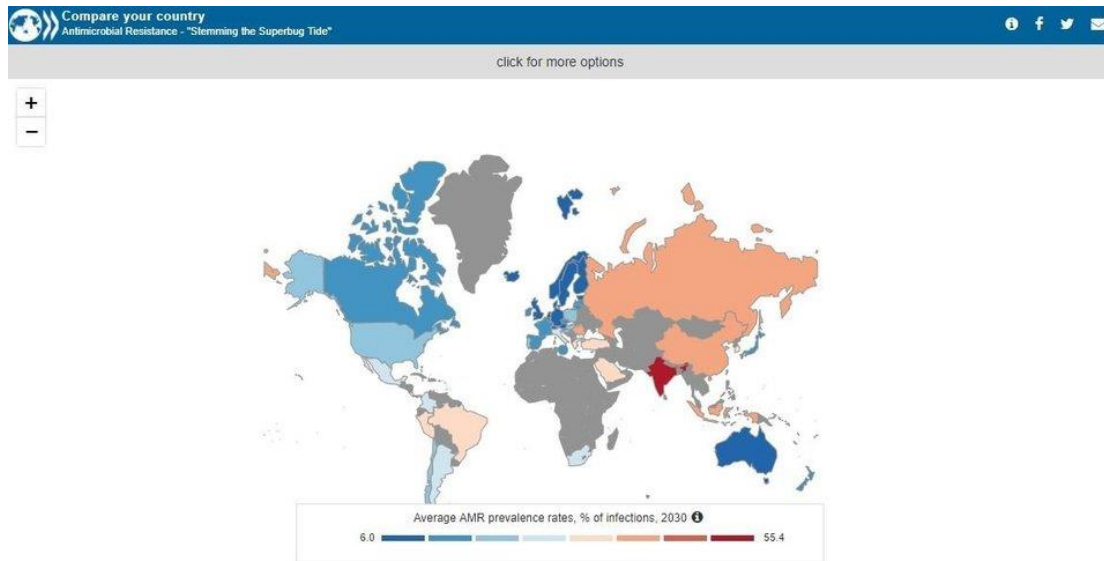 Compare your country
Antimicrobial Resistance - "Stemming the Superbug Tide"
click for more options
+
−
Average AMR prevalence rates, % of infections, 2030
6.0 55.4